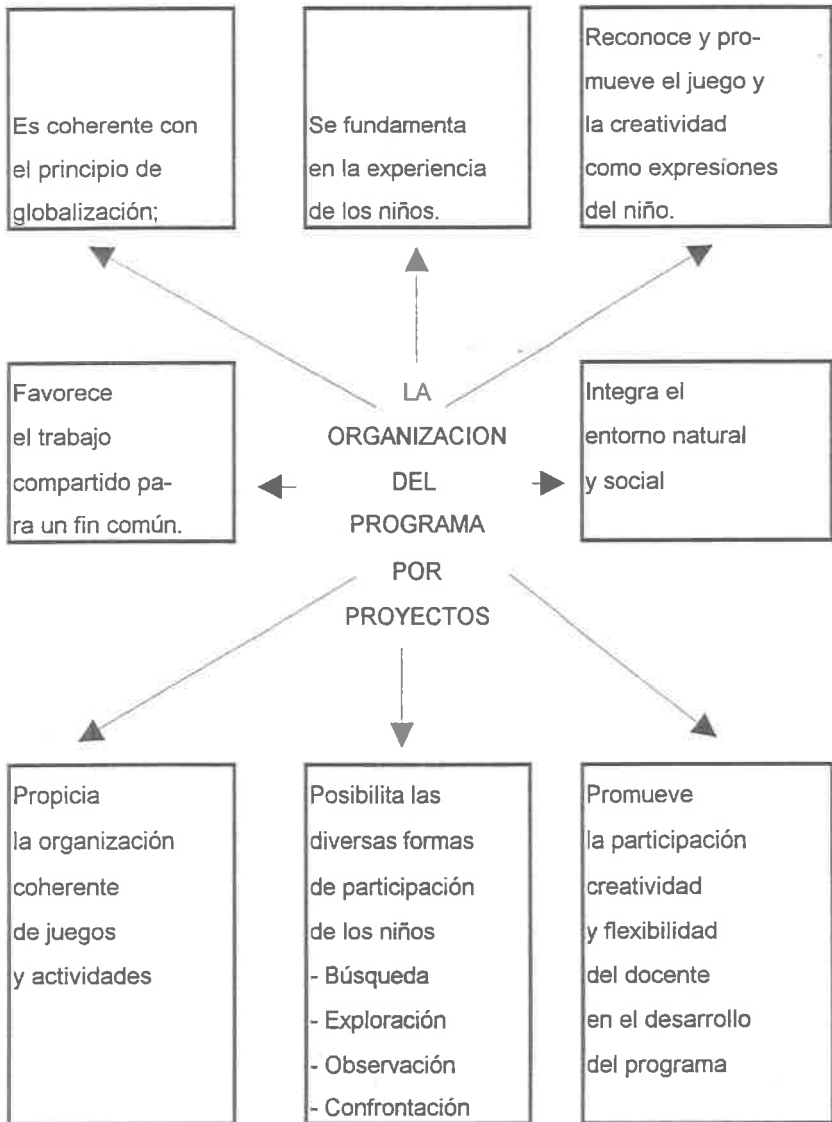 Es coherente con
el principio de
globalización;
Se fundamenta
en la experiencia
de los niños.
Reconoce y pro-
mueve el juego y
la creatividad
como expresiones
del niño.
Favorece
el trabajo
compartido pa-
ra un fin común.
LA
ORGANIZACION
DEL
PROGRAMA
POR
PROYECTOS
Integra el
entorno natural
y social
Propicia
la organización
coherente
de juegos
y actividades
Posibilita las
diversas formas
de participación
de los niños
- Búsqueda
- Exploración
- Observación
- Confrontación
Promueve
la participación
creatividad
y flexibilidad
del docente
en el desarrollo
del programa